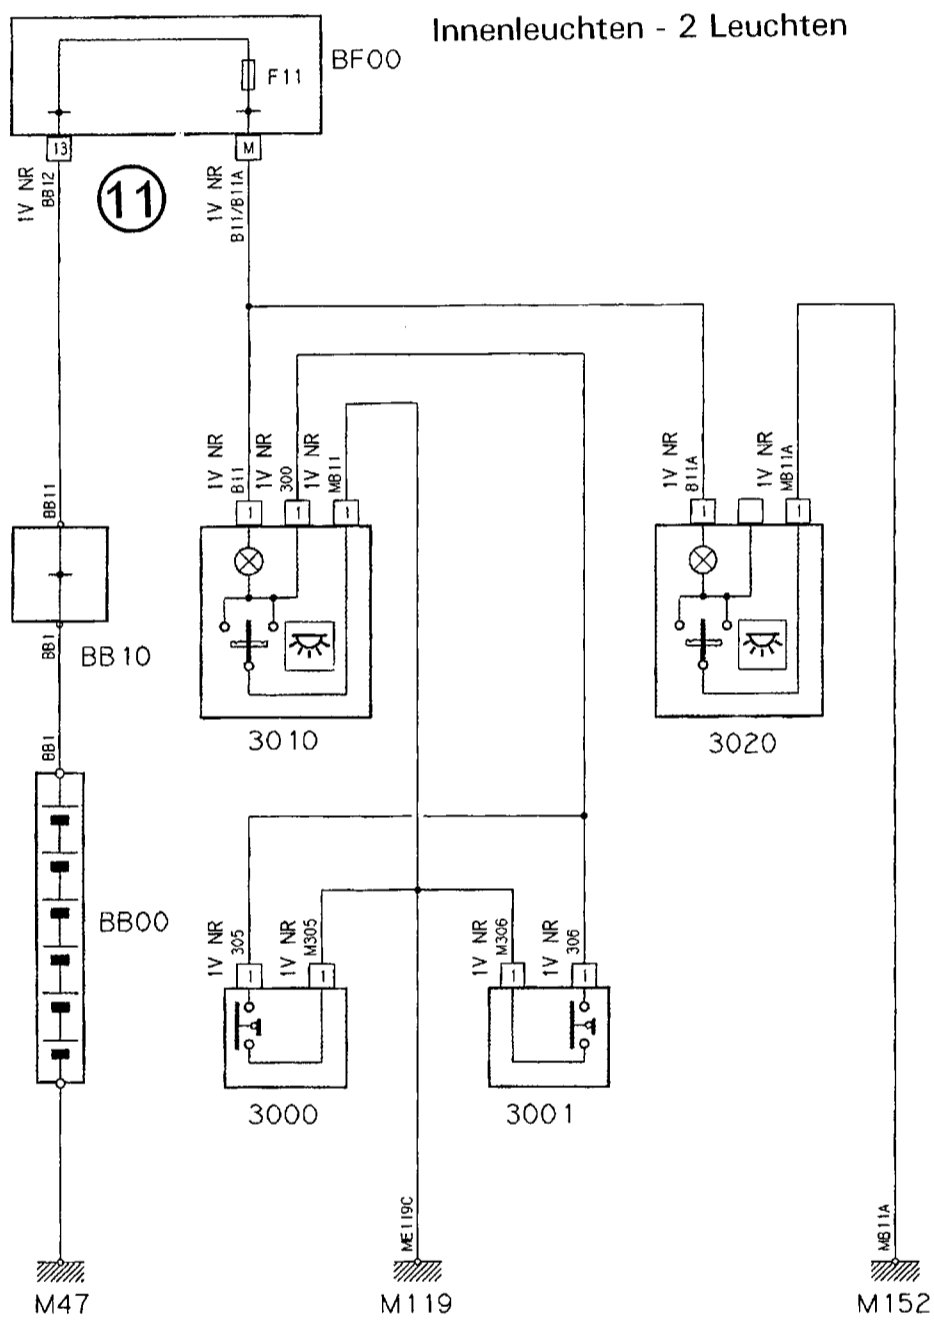 Innenleuchten - 2 Leuchten
BF00
F11
13
M
1V NR
BB12
11
1V NR
B11/B11A
1V NR
B11
1V NR
300
1V NR
MB11
1V NR
B11A
1V NR
MB11A
BB11
1
1
1
1
1
BB1
BB10
3010
3020
BB1
BB00
1V NR
305
1V NR
M305
1V NR
M306
1V NR
306
1
1
1
1
3000
3001
ME119C
MB11A
M47
M119
M152